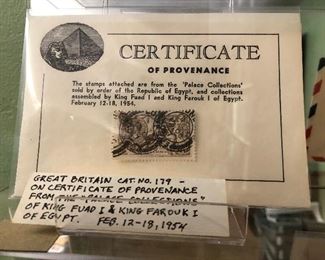 CERTIFICATE
OF PROVENANCE
The stamps attached are from the 'Palace Collections'
sold by order of the Republic of Egypt, and collections
assembled by King Fuad I and King Farouk I of Egypt.
February 12-18, 1954.
GREAT BRITAIN CAT. NO. 179 -
ON CERTIFICATE OF PROVENANCE
FROM THE "PALACE COLLECTIONS"
OF KING FUAD I & KING FAROUK I
OF EGYPT. FEB. 12-18, 1954